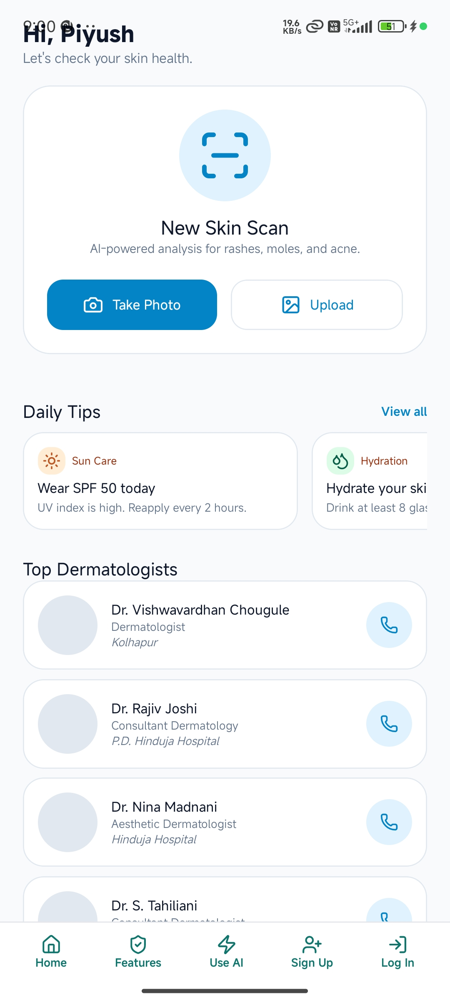 9:00
19.6
KB/s
Vo
NR
5G+
51
Hi, Piyush
Let's check your skin health.
New Skin Scan
AI-powered analysis for rashes, moles, and acne.
Take Photo
Upload
Daily Tips
View all
Sun Care
Wear SPF 50 today
UV index is high. Reapply every 2 hours.
Hydration
Hydrate your ski
Drink at least 8 glas
Top Dermatologists
Dr. Vishwavardhan Chougule
Dermatologist
Kolhapur
Dr. Rajiv Joshi
Consultant Dermatology
P.D. Hinduja Hospital
Dr. Nina Madnani
Aesthetic Dermatologist
Hinduja Hospital
Dr. S. Tahiliani
Consultant Dermatologist
Home
Features
Use AI
Sign Up
Log In